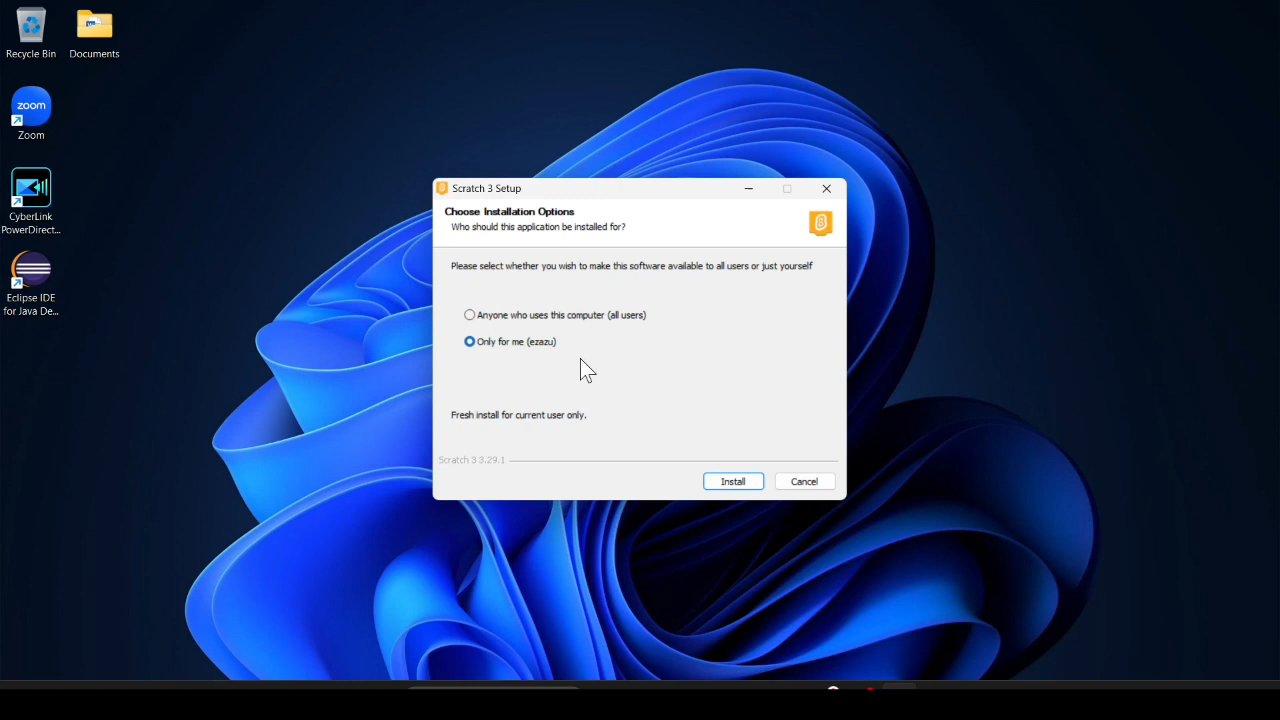 Recycle Bin
Documents
zoom
Zoom
CyberLink
PowerDirect...
Eclipse IDE
for Java De...
Scratch 3 Setup
Choose Installation Options
Who should this application be installed for?
Please select whether you wish to make this software available to all users or just yourself
Anyone who uses this computer (all users)
Only for me (ezazu)
Fresh install for current user only.
Scratch 3 3.29.1
Install
Cancel